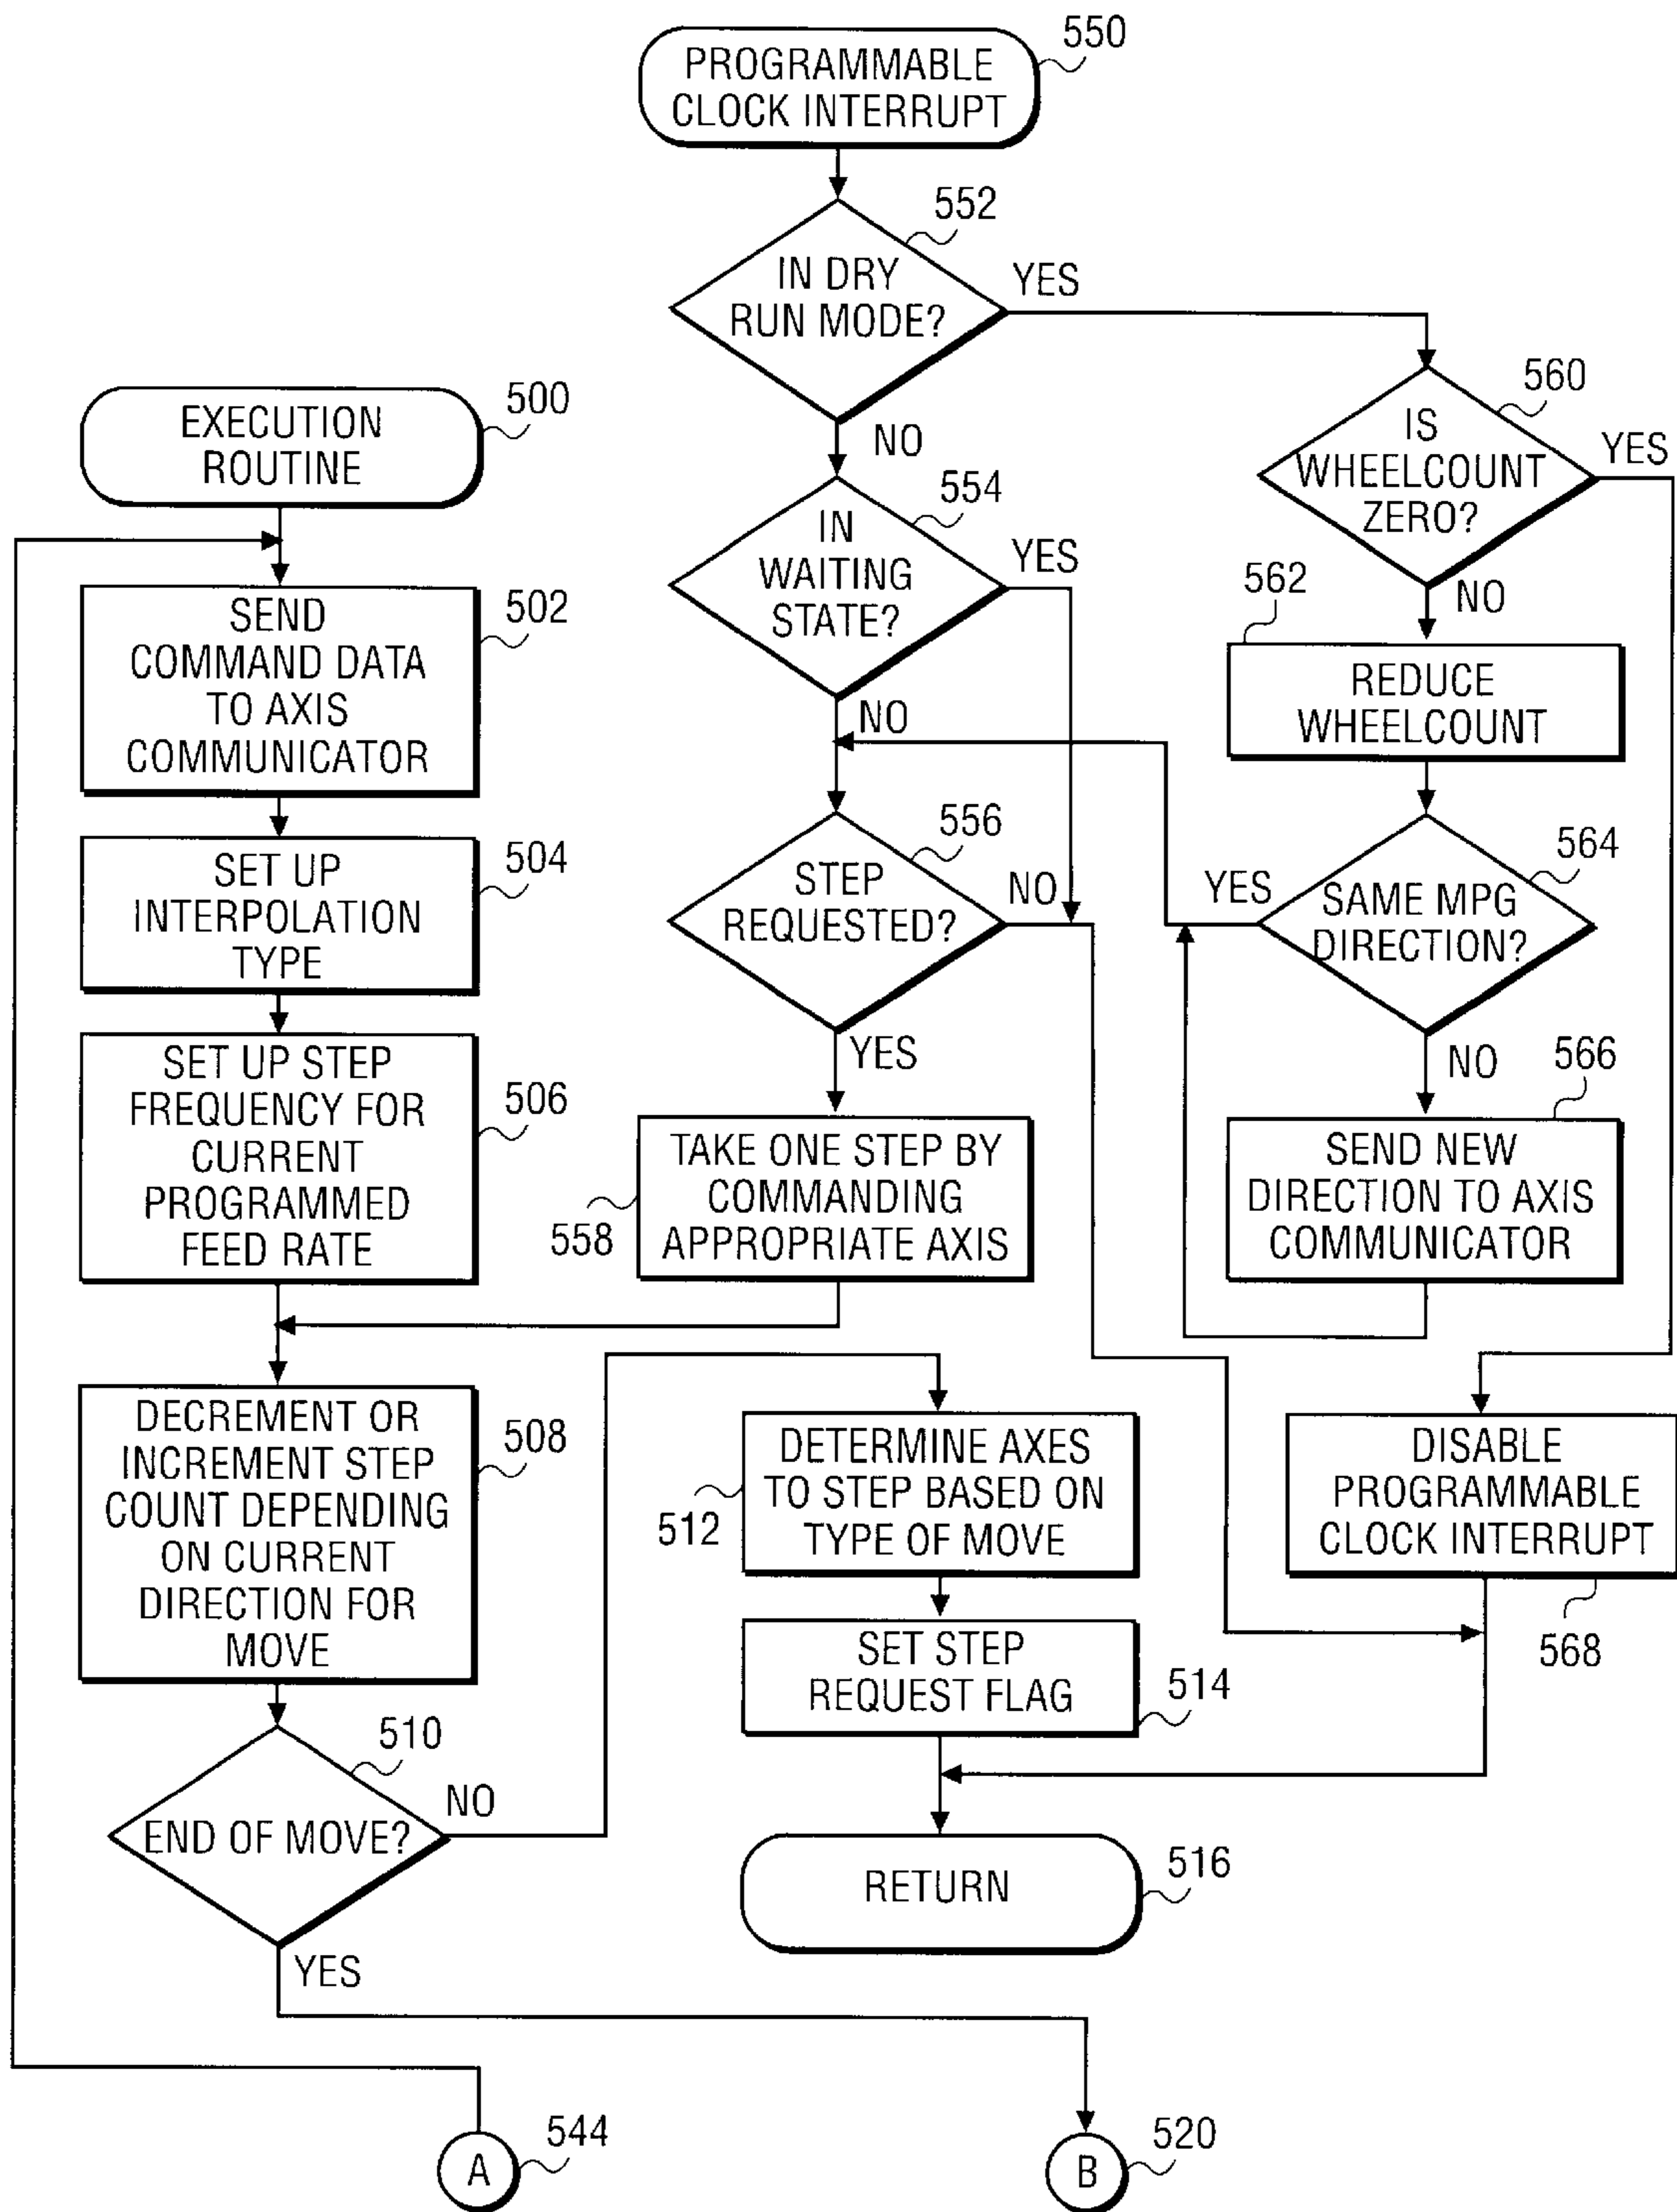 PROGRAMMABLE
CLOCK INTERRUPT
550
IN DRY
RUN MODE?
552
YES
NO
EXECUTION
ROUTINE
500
IN
WAITING
STATE?
554
YES
NO
IS
WHEELCOUNT
ZERO?
560
YES
NO
SEND
COMMAND DATA
TO AXIS
COMMUNICATOR
502
562
REDUCE
WHEELCOUNT
SET UP
INTERPOLATION
TYPE
504
STEP
REQUESTED?
556
NO
YES
SAME MPG
DIRECTION?
564
YES
NO
SET UP STEP
FREQUENCY FOR
CURRENT
PROGRAMMED
FEED RATE
506
TAKE ONE STEP BY
COMMANDING
APPROPRIATE AXIS
558
566
SEND NEW
DIRECTION TO AXIS
COMMUNICATOR
DECREMENT OR
INCREMENT STEP
COUNT DEPENDING
ON CURRENT
DIRECTION FOR
MOVE
508
DETERMINE AXES
TO STEP BASED ON
TYPE OF MOVE
512
DISABLE
PROGRAMMABLE
CLOCK INTERRUPT
568
SET STEP
REQUEST FLAG
514
END OF MOVE?
510
NO
YES
RETURN
516
A
544
B
520